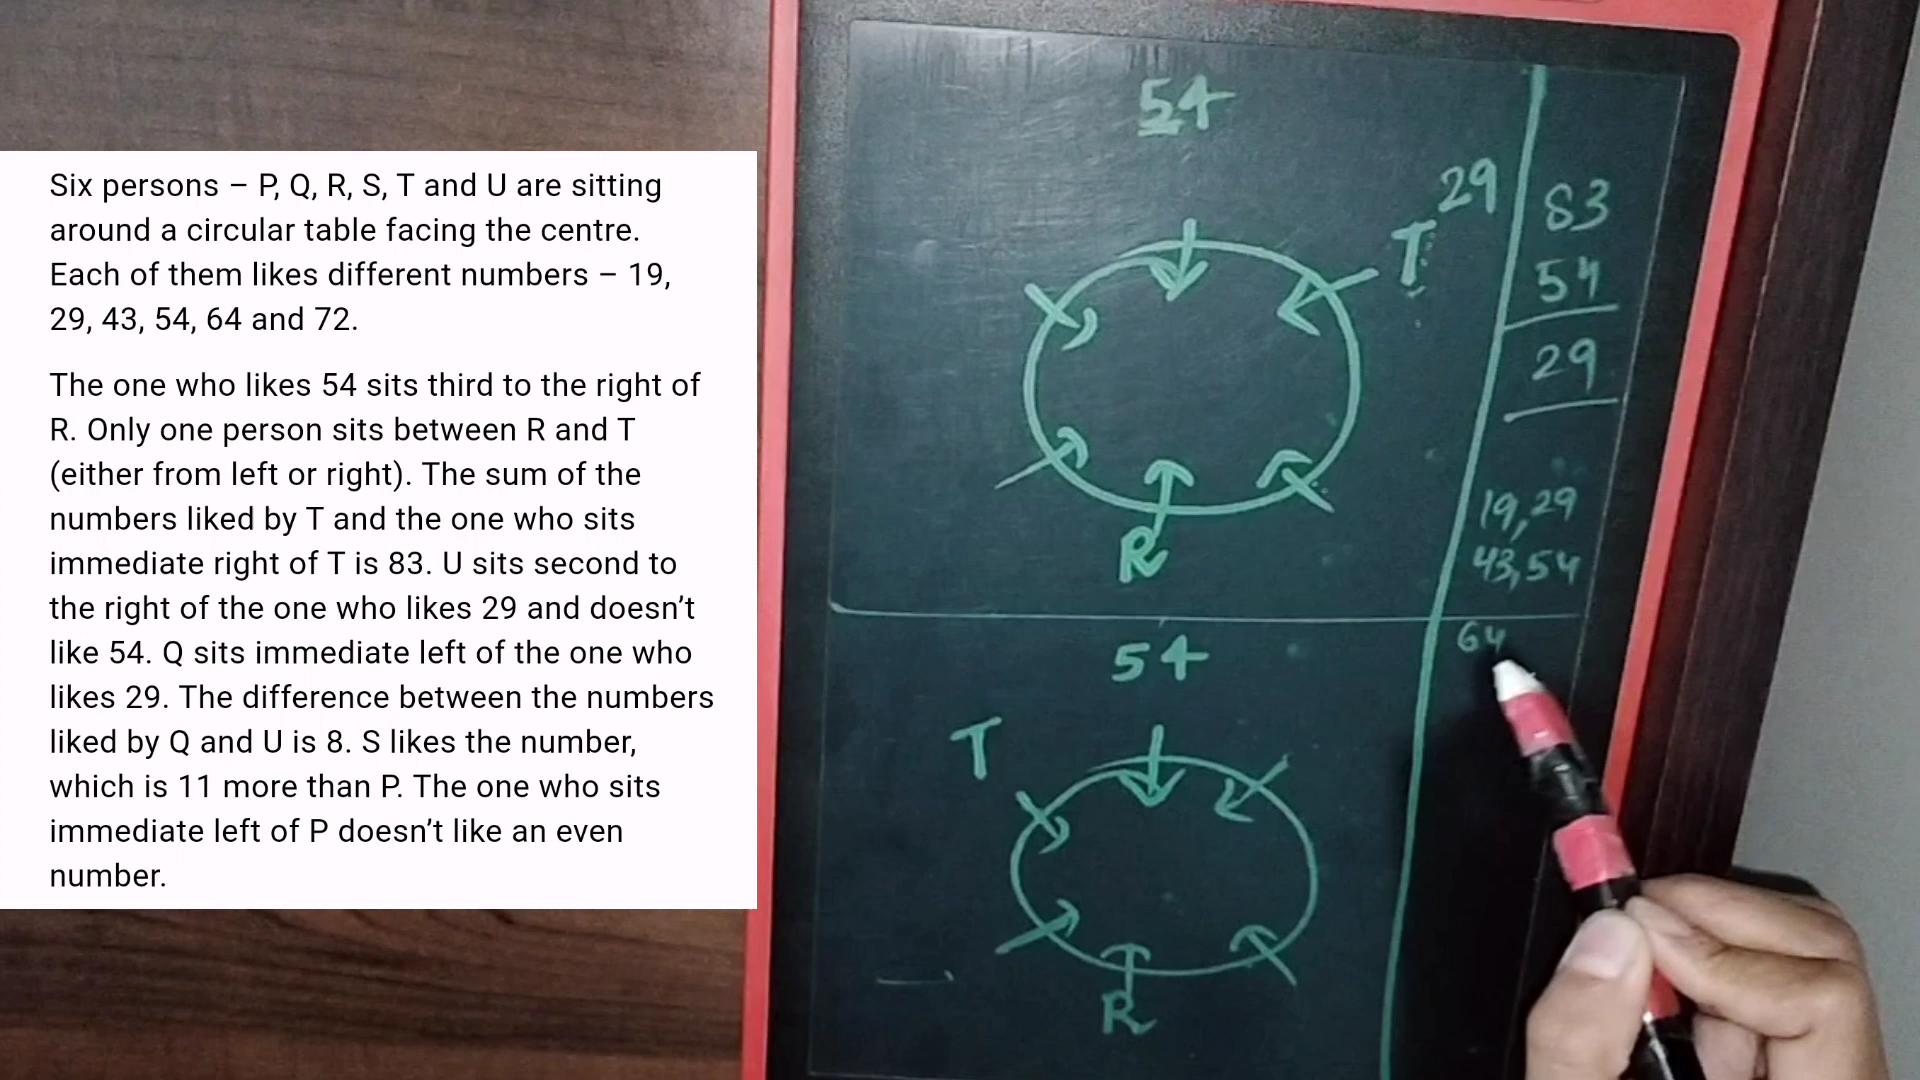 Six persons – P, Q, R, S, T and U are sitting
around a circular table facing the centre.
Each of them likes different numbers – 19,
29, 43, 54, 64 and 72.
The one who likes 54 sits third to the right of
R. Only one person sits between R and T
(either from left or right). The sum of the
numbers liked by T and the one who sits
immediate right of T is 83. U sits second to
the right of the one who likes 29 and doesn’t
like 54. Q sits immediate left of the one who
likes 29. The difference between the numbers
liked by Q and U is 8. S likes the number,
which is 11 more than P. The one who sits
immediate left of P doesn’t like an even
number.
54
29
T
R
83
54
29
19,29
43,54
64
54
T
R